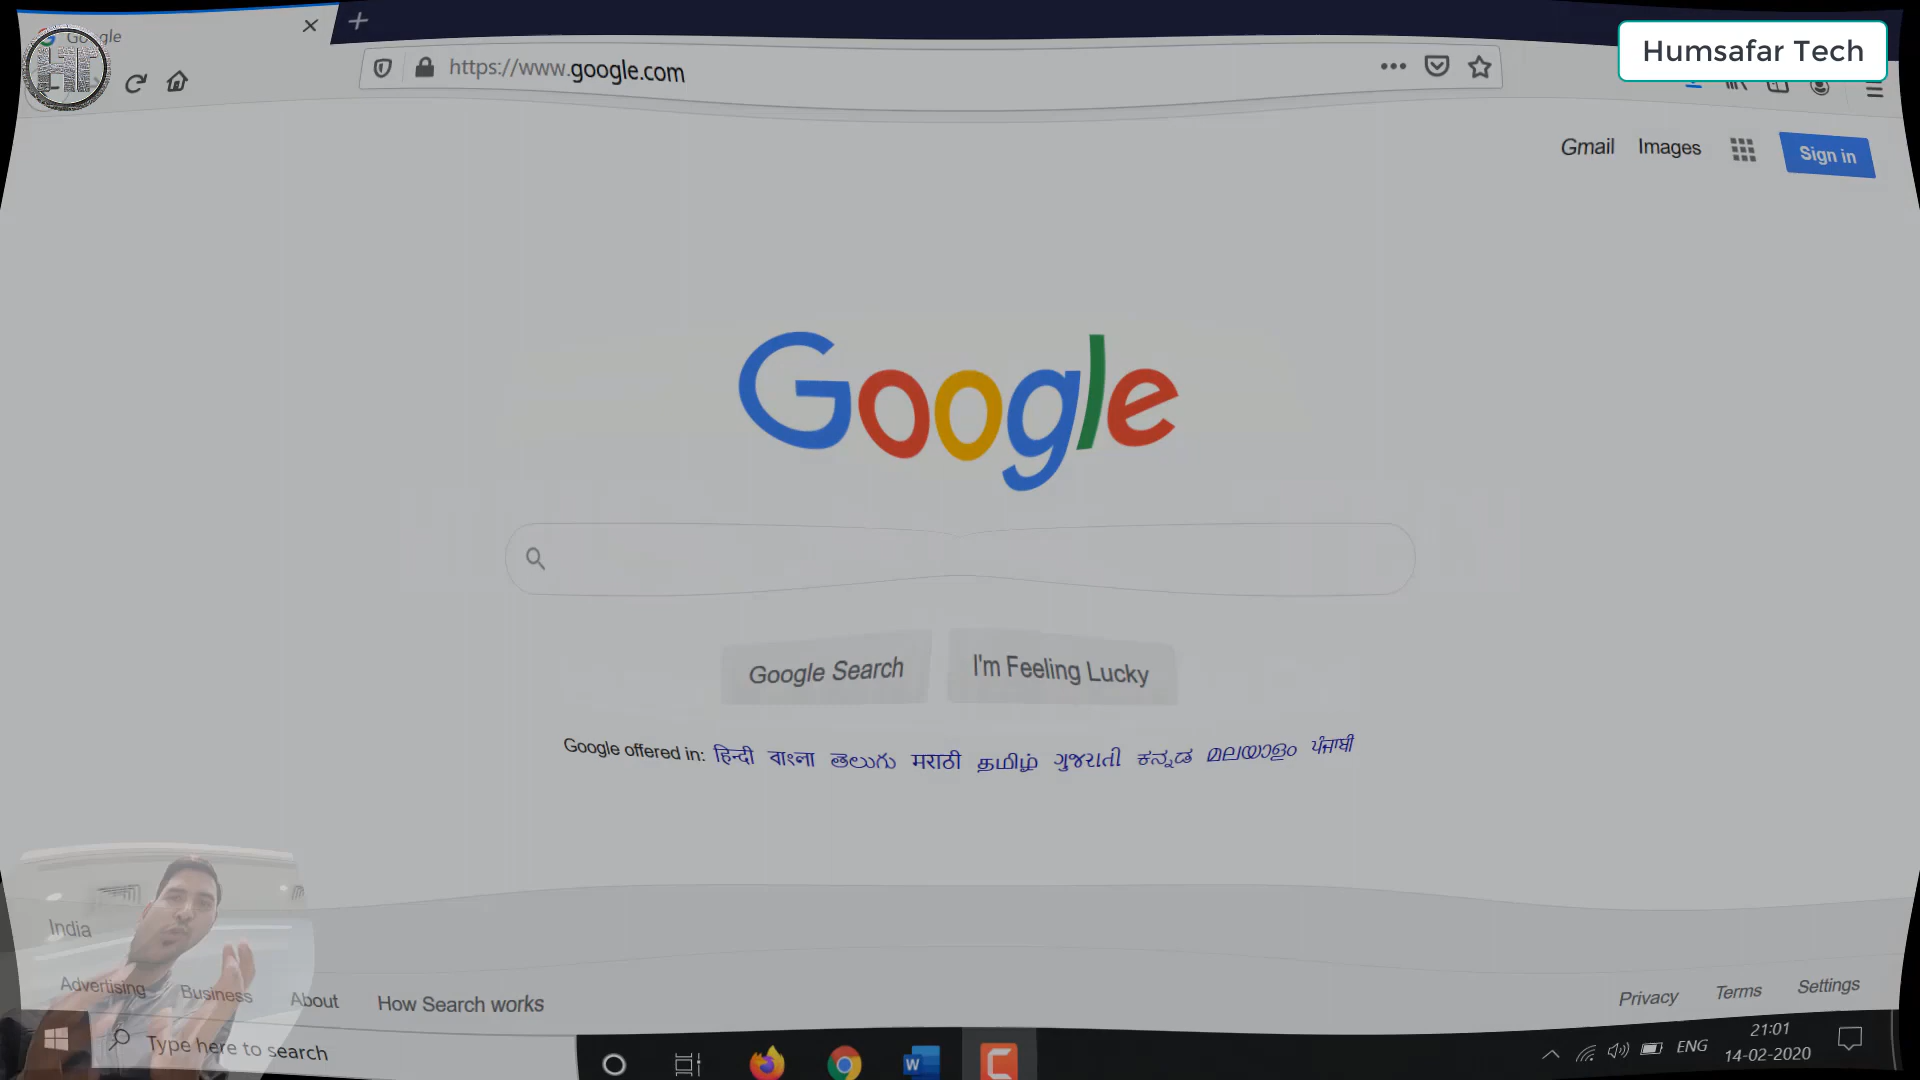 Google
HT
Humsafar Tech
https://www.google.com
Gmail Images
Sign in
Google
Google Search
I'm Feeling Lucky
Google offered in: हिन्दी বাংলা తెలుగు मराठी தமிழ் ગુજરાતી ಕನ್ನಡ മലയാളം ਪੰਜਾਬੀ
India
Advertising Business About How Search works
Privacy Terms Settings
Type here to search
W
C
ENG
21:01
14-02-2020